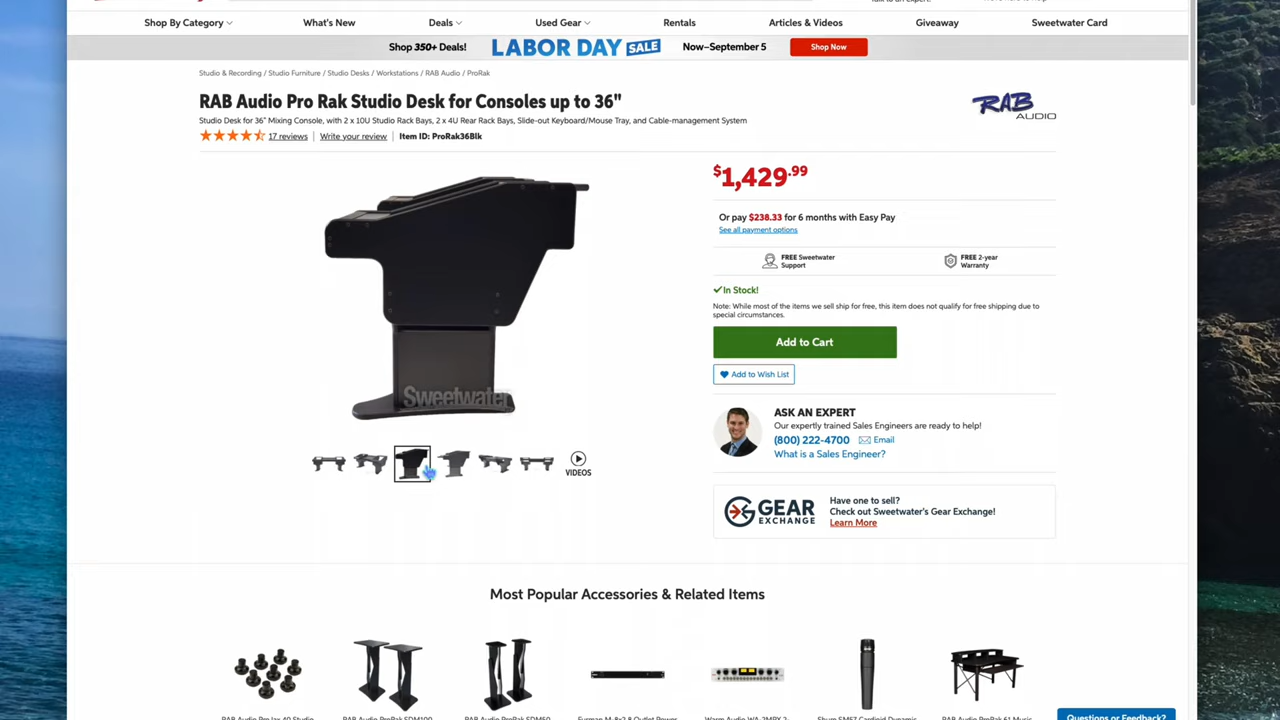 Shop By Category
What's New
Deals
Used Gear
Rentals
Articles & Videos
Giveaway
Sweetwater Card
Shop 350+ Deals!
LABOR DAY SALE
Now–September 5
Shop Now
Studio & Recording / Studio Furniture / Studio Desks / Workstations / RAB Audio / ProRak
RAB Audio Pro Rak Studio Desk for Consoles up to 36"
Studio Desk for 36" Mixing Console, with 2 x 10U Studio Rack Bays, 2 x 4U Rear Rack Bays, Slide-out Keyboard/Mouse Tray, and Cable-management System
17 reviews
Write your review
Item ID: ProRak36Blk
RAB
AUDIO
$1,429.99
Or pay $238.33 for 6 months with Easy Pay
See all payment options
FREE Sweetwater
Support
FREE 2-year
Warranty
In Stock!
Note: While most of the items we sell ship for free, this item does not qualify for free shipping due to
special circumstances.
Add to Cart
Add to Wish List
Sweetwater
VIDEOS
ASK AN EXPERT
Our expertly trained Sales Engineers are ready to help!
(800) 222-4700
Email
What is a Sales Engineer?
GEAR
EXCHANGE
Have one to sell?
Check out Sweetwater's Gear Exchange!
Learn More
Most Popular Accessories & Related Items
RAB Audio ProJax 40 Studio
RAB Audio ProRak SDM100
RAB Audio ProRak SDM50
Furman M-8x2 8 Outlet Power
Warm Audio WA-2MPX 2-
Shure SM57 Cardioid Dynamic
RAB Audio ProRak 61 Music
Questions or Feedback?